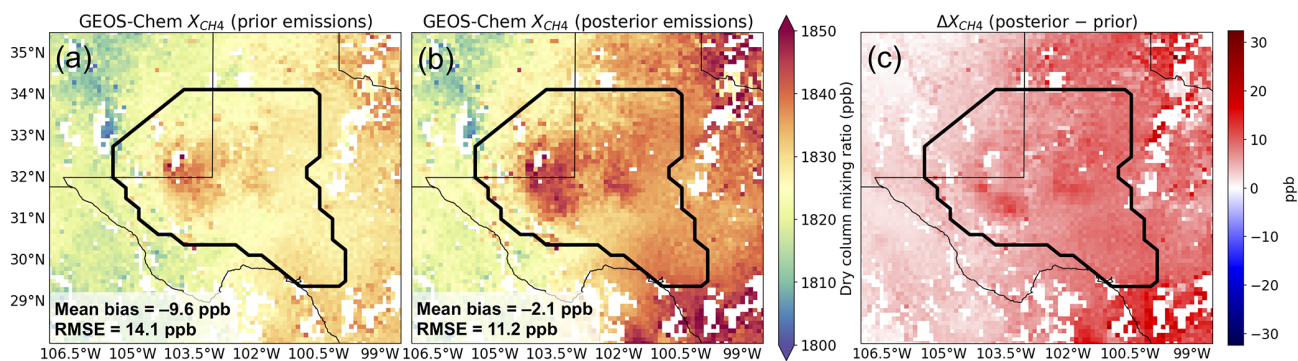 GEOS-Chem XCH4 (prior emissions)
GEOS-Chem XCH4 (posterior emissions)
ΔXCH4 (posterior − prior)
(a)
(b)
(c)
35°N
34°N
33°N
32°N
31°N
30°N
29°N
Mean bias = –9.6 ppb
RMSE = 14.1 ppb
Mean bias = –2.1 ppb
RMSE = 11.2 ppb
106.5°W 105°W 103.5°W 102°W 100.5°W 99°W
106.5°W 105°W 103.5°W 102°W 100.5°W 99°W
106.5°W 105°W 103.5°W 102°W 100.5°W 99°W
1850
1840
1830
1820
1810
1800
Dry column mixing ratio (ppb)
30
20
10
0
−10
−20
−30
ppb